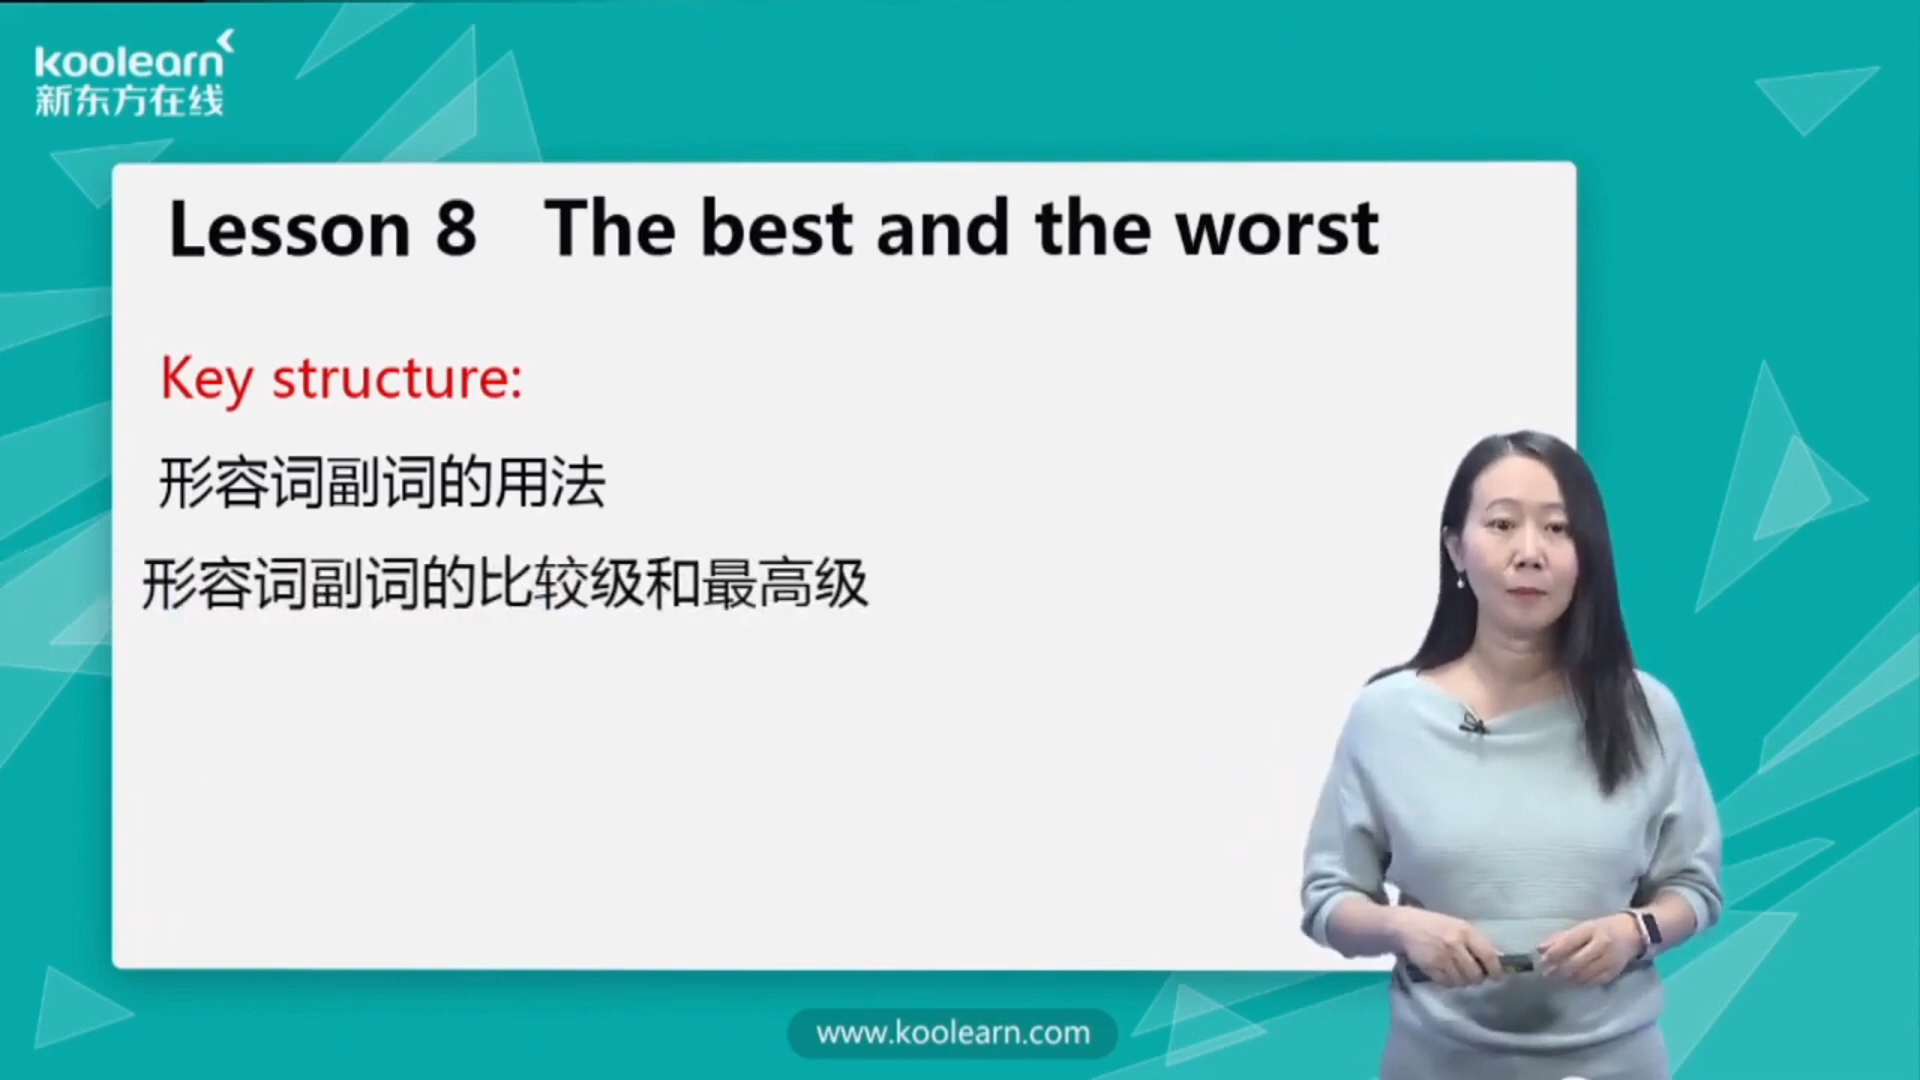 koolearn
新东方在线
Lesson 8 The best and the worst
Key structure:
形容词副词的用法
形容词副词的比较级和最高级
www.koolearn.com